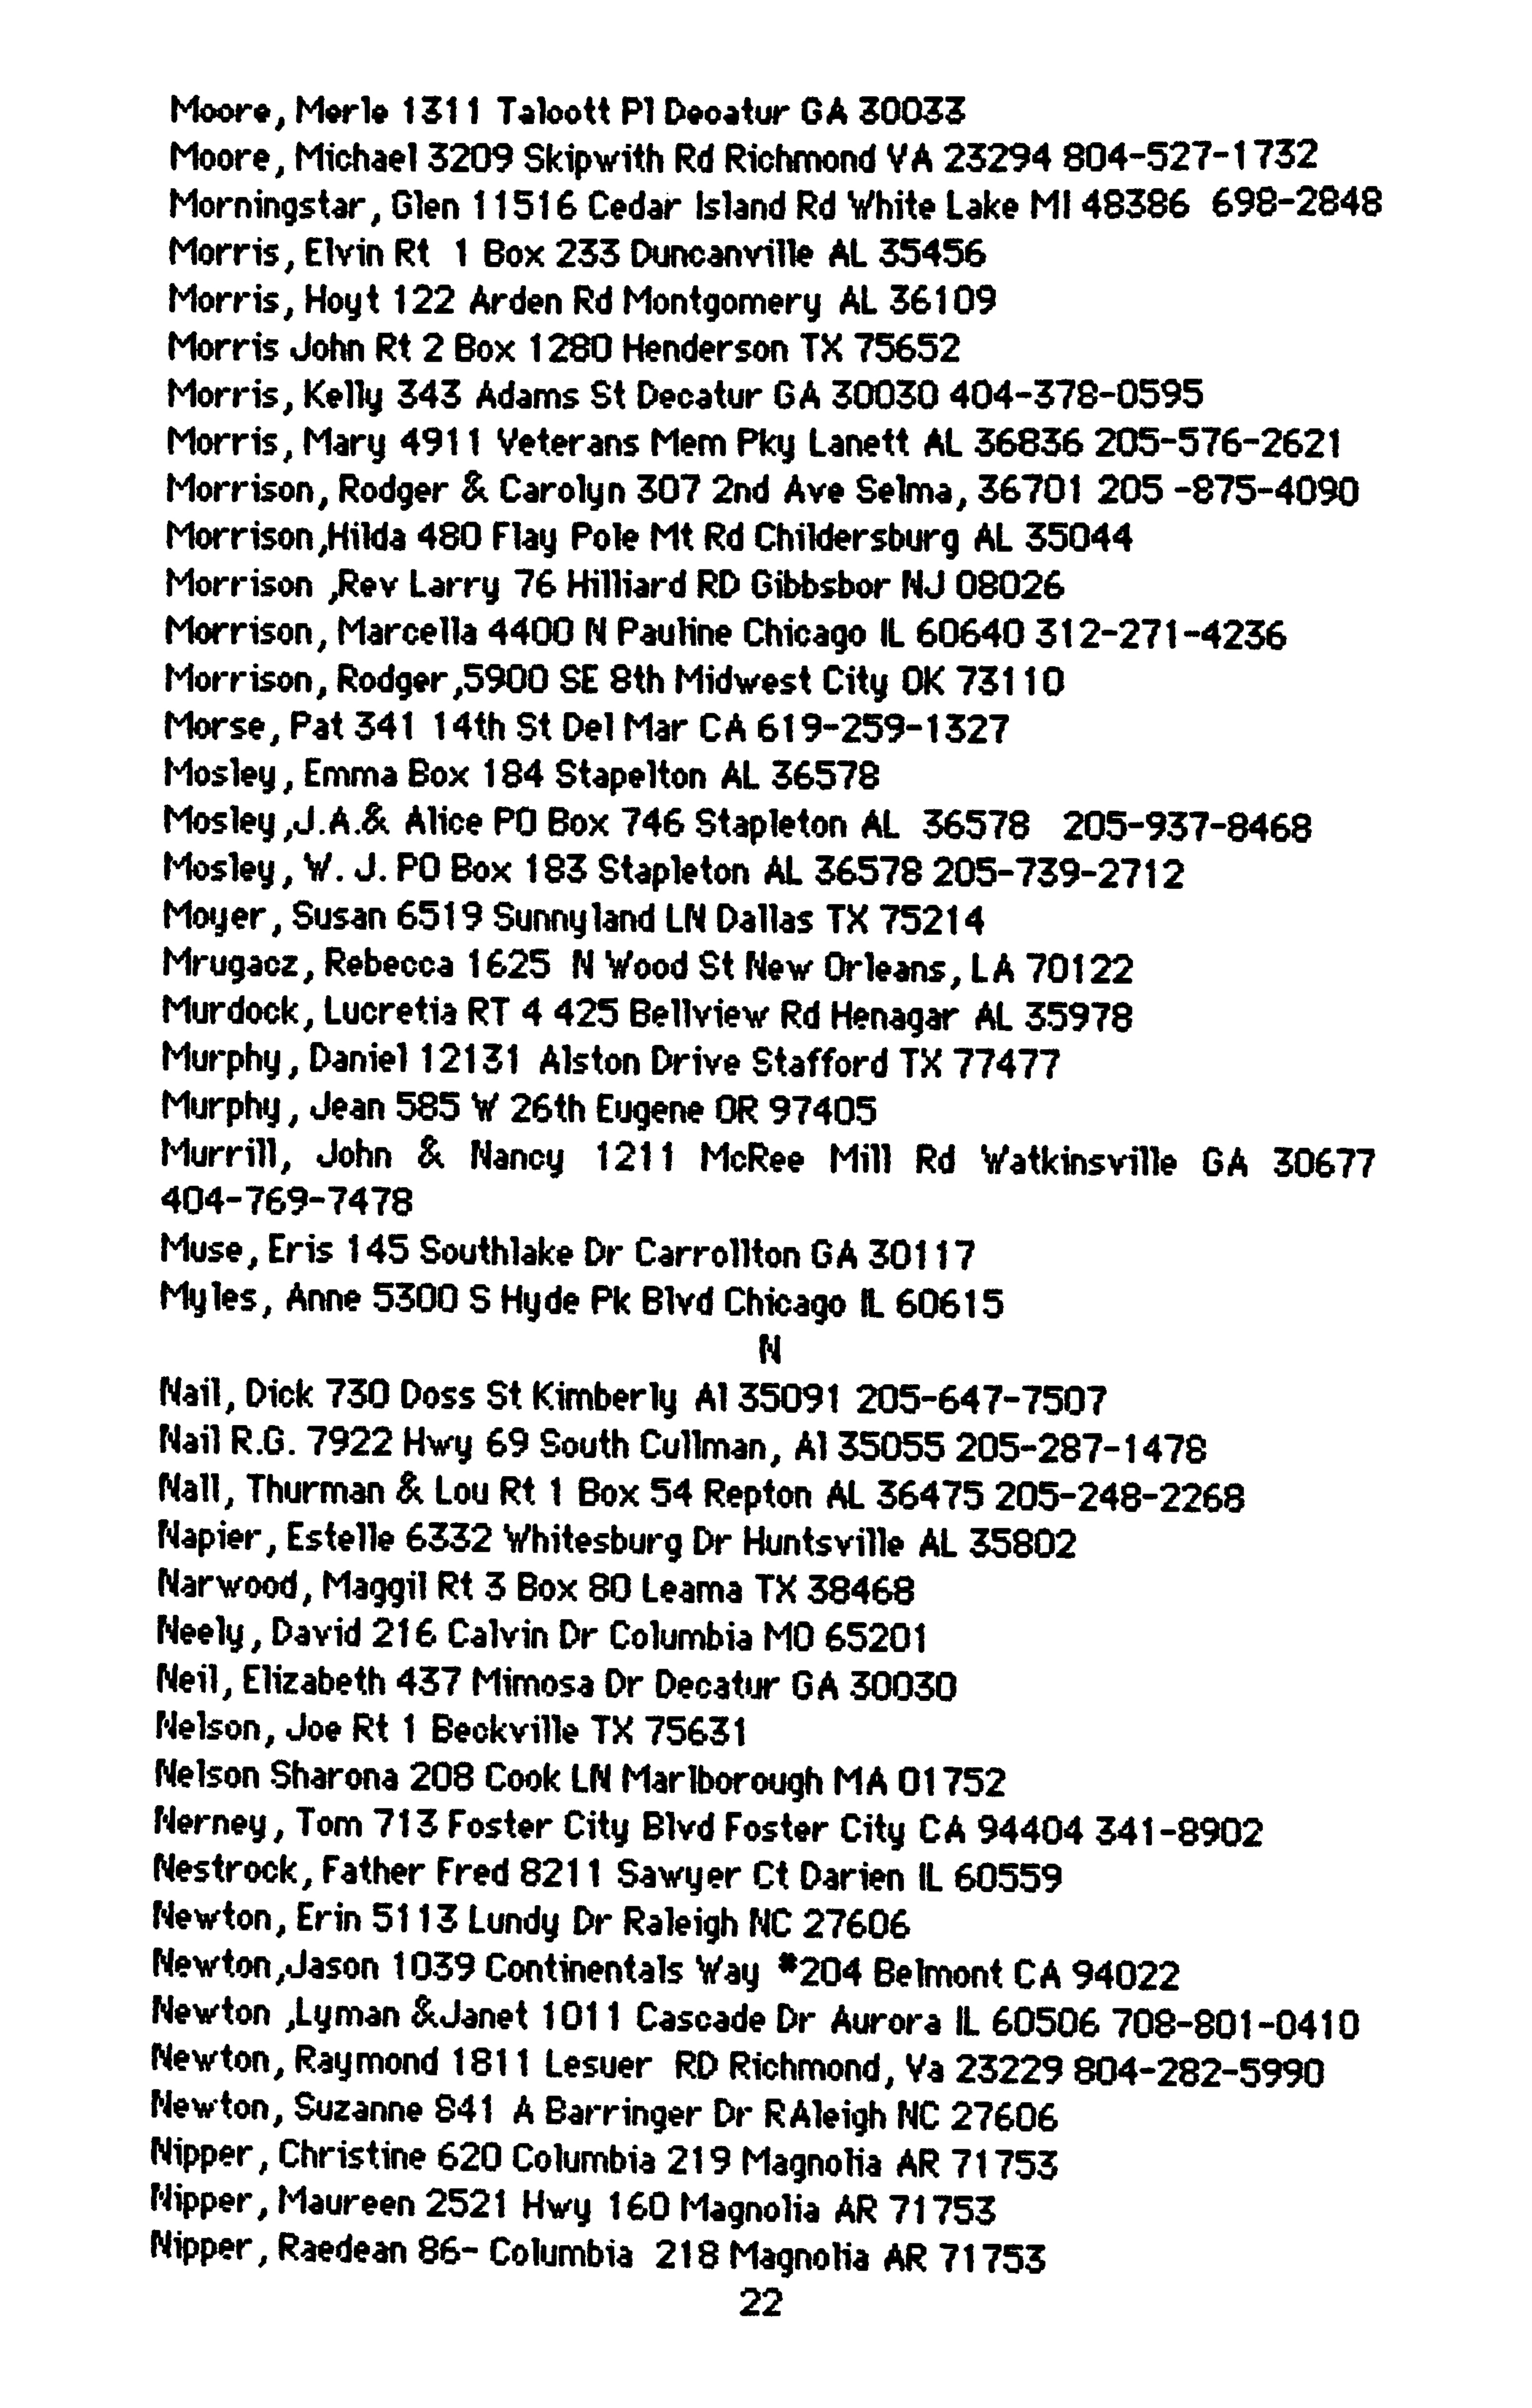 Moore, Merle 1311 Talcott Pl Decatur GA 30033
Moore, Michael 3209 Skipwith Rd Richmond VA 23294 804-527-1732
Morningstar, Glen 11516 Cedar Island Rd White Lake MI 48386 698-2848
Morris, Elvin Rt 1 Box 233 Duncanville AL 35456
Morris, Hoyt 122 Arden Rd Montgomery AL 36109
Morris John Rt 2 Box 1280 Henderson TX 75652
Morris, Kelly 343 Adams St Decatur GA 30030 404-378-0595
Morris, Mary 4911 Veterans Mem Pky Lanett AL 36836 205-576-2621
Morrison, Rodger & Carolyn 307 2nd Ave Selma, 36701 205 -875-4090
Morrison,Hilda 480 Flay Pole Mt Rd Childersburg AL 35044
Morrison ,Rev Larry 76 Hilliard RD Gibbsbor NJ 08026
Morrison, Marcella 4400 N Pauline Chicago IL 60640 312-271-4236
Morrison, Rodger,5900 SE 8th Midwest City OK 73110
Morse, Pat 341 14th St Del Mar CA 619-259-1327
Mosley, Emma Box 184 Stapelton AL 36578
Mosley,J.A.& Alice PO Box 746 Stapleton AL 36578 205-937-8468
Mosley, W. J. PO Box 183 Stapleton AL 36578 205-739-2712
Moyer, Susan 6519 Sunnyland LN Dallas TX 75214
Mrugacz, Rebecca 1625 N Wood St New Orleans, LA 70122
Murdock, Lucretia RT 4 425 Bellview Rd Henagar AL 35978
Murphy, Daniel 12131 Alston Drive Stafford TX 77477
Murphy, Jean 585 W 26th Eugene OR 97405
Murrill, John & Nancy 1211 McRee Mill Rd Watkinsville GA 30677
404-769-7478
Muse, Eris 145 Southlake Dr Carrollton GA 30117
Myles, Anne 5300 S Hyde Pk Blvd Chicago IL 60615
N
Nail, Dick 730 Doss St Kimberly Al 35091 205-647-7507
Nail R.G. 7922 Hwy 69 South Cullman, Al 35055 205-287-1478
Nall, Thurman & Lou Rt 1 Box 54 Repton AL 36475 205-248-2268
Napier, Estelle 6332 Whitesburg Dr Huntsville AL 35802
Narwood, Maggil Rt 3 Box 80 Leama TX 38468
Neely, David 216 Calvin Dr Columbia MO 65201
Neil, Elizabeth 437 Mimosa Dr Decatur GA 30030
Nelson, Joe Rt 1 Beckville TX 75631
Nelson Sharona 208 Cook LN Marlborough MA 01752
Nerney, Tom 713 Foster City Blvd Foster City CA 94404 341-8902
Nestrock, Father Fred 8211 Sawyer Ct Darien IL 60559
Newton, Erin 5113 Lundy Dr Raleigh NC 27606
Newton,Jason 1039 Continentals Way #204 Belmont CA 94022
Newton ,Lyman &Janet 1011 Cascade Dr Aurora IL 60506 708-801-0410
Newton, Raymond 1811 Lesuer RD Richmond, Va 23229 804-282-5990
Newton, Suzanne 841 A Barringer Dr RAleigh NC 27606
Nipper, Christine 620 Columbia 219 Magnolia AR 71753
Nipper, Maureen 2521 Hwy 160 Magnolia AR 71753
Nipper, Raedean 86- Columbia 218 Magnolia AR 71753
22